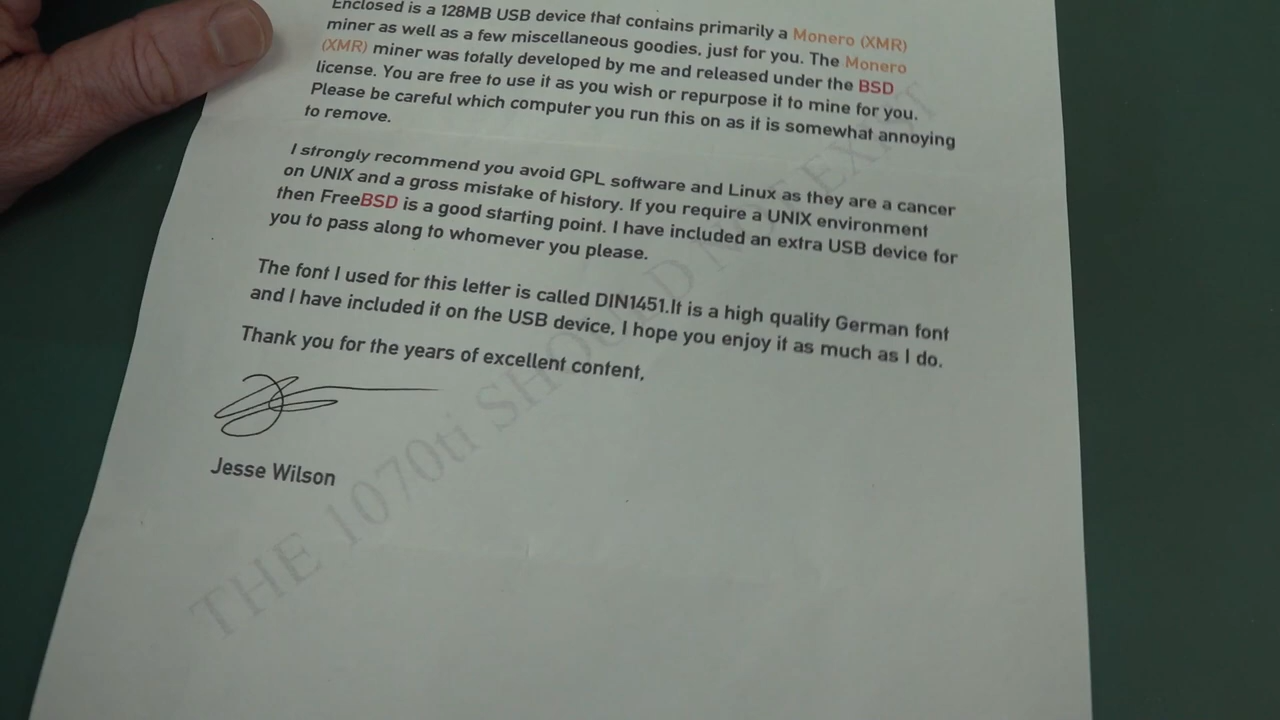 Enclosed is a 128MB USB device that contains primarily a Monero (XMR)
miner as well as a few miscellaneous goodies, just for you. The Monero
(XMR) miner was totally developed by me and released under the BSD
license. You are free to use it as you wish or repurpose it to mine for you.
Please be careful which computer you run this on as it is somewhat annoying
to remove.
I strongly recommend you avoid GPL software and Linux as they are a cancer
on UNIX and a gross mistake of history. If you require a UNIX environment
then FreeBSD is a good starting point. I have included an extra USB device for
you to pass along to whomever you please.
The font I used for this letter is called DIN1451.It is a high quality German font
and I have included it on the USB device. I hope you enjoy it as much as I do.
Thank you for the years of excellent content,
Jesse Wilson
THE 1070ti SHOULD NOT EXIST